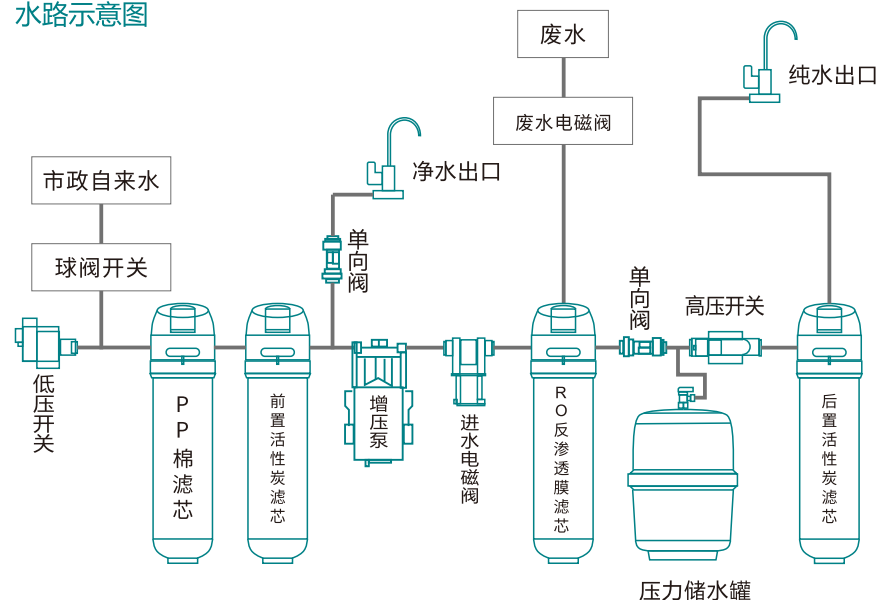 水路示意图
废水
纯水出口
废水电磁阀
净水出口
市政自来水
单向阀
球阀开关
单向阀
高压开关
低压开关
PP棉滤芯
前置活性炭滤芯
增压泵
进水电磁阀
RO反渗透膜滤芯
后置活性炭滤芯
压力储水罐